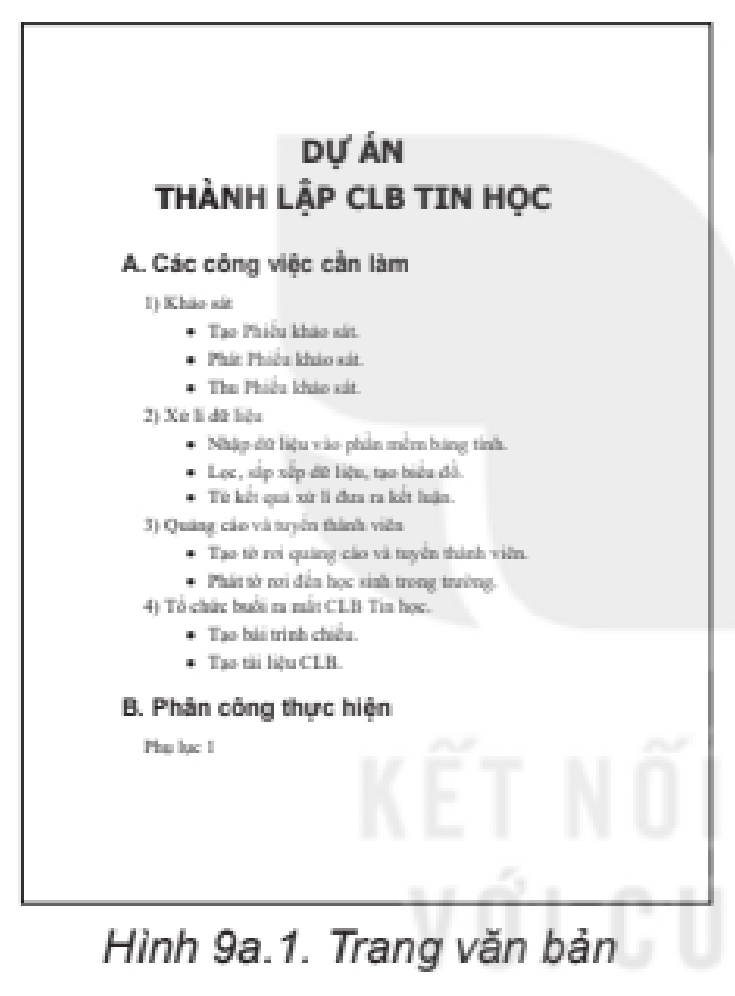 DỰ ÁN
THÀNH LẬP CLB TIN HỌC
A. Các công việc cần làm
1) Khảo sát
• Tạo Phiếu khảo sát.
• Phát Phiếu khảo sát.
• Thu Phiếu khảo sát.
2) Xử lí dữ liệu
• Nhập dữ liệu vào phần mềm bảng tính.
• Lọc, sắp xếp dữ liệu, tạo biểu đồ.
• Từ kết quả xử lí đưa ra kết luận.
3) Quảng cáo và tuyển thành viên
• Tạo tờ rơi quảng cáo và tuyển thành viên.
• Phát tờ rơi đến học sinh trong trường.
4) Tổ chức buổi ra mắt CLB Tin học.
• Tạo bài trình chiếu.
• Tạo tài liệu CLB.
B. Phân công thực hiện
Phụ lục 1
KẾT NỐI
VỚI CU
Hình 9a.1. Trang văn bản